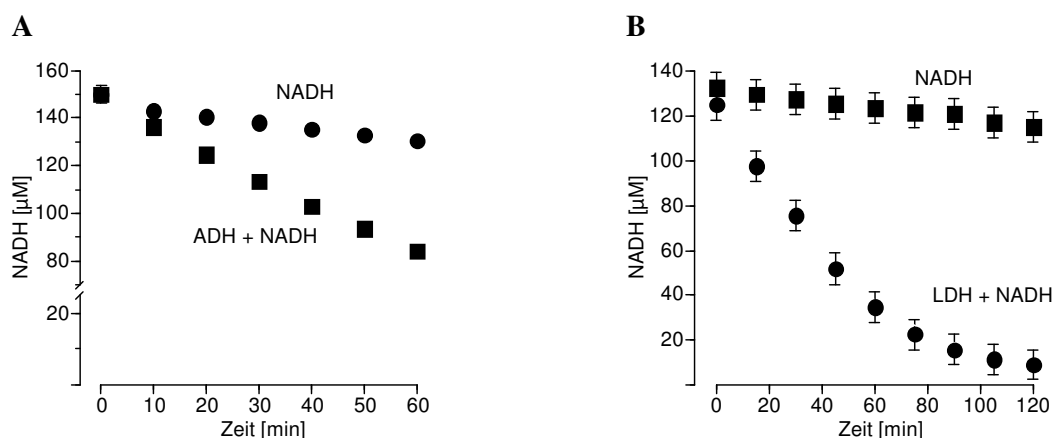 A
NADH [µM]
160
140
120
100
80
20
NADH
ADH + NADH
0 10 20 30 40 50 60
Zeit [min]
B
NADH [µM]
140
120
100
80
60
40
20
NADH
LDH + NADH
0 20 40 60 80 100 120
Zeit [min]